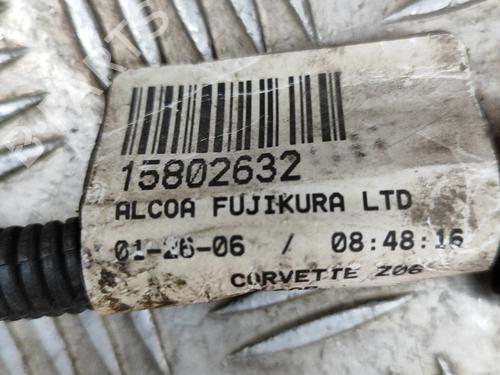 15802632
ALCOA FUJIKURA LTD
01-26-06 / 08:48:16
CORVETTE Z06